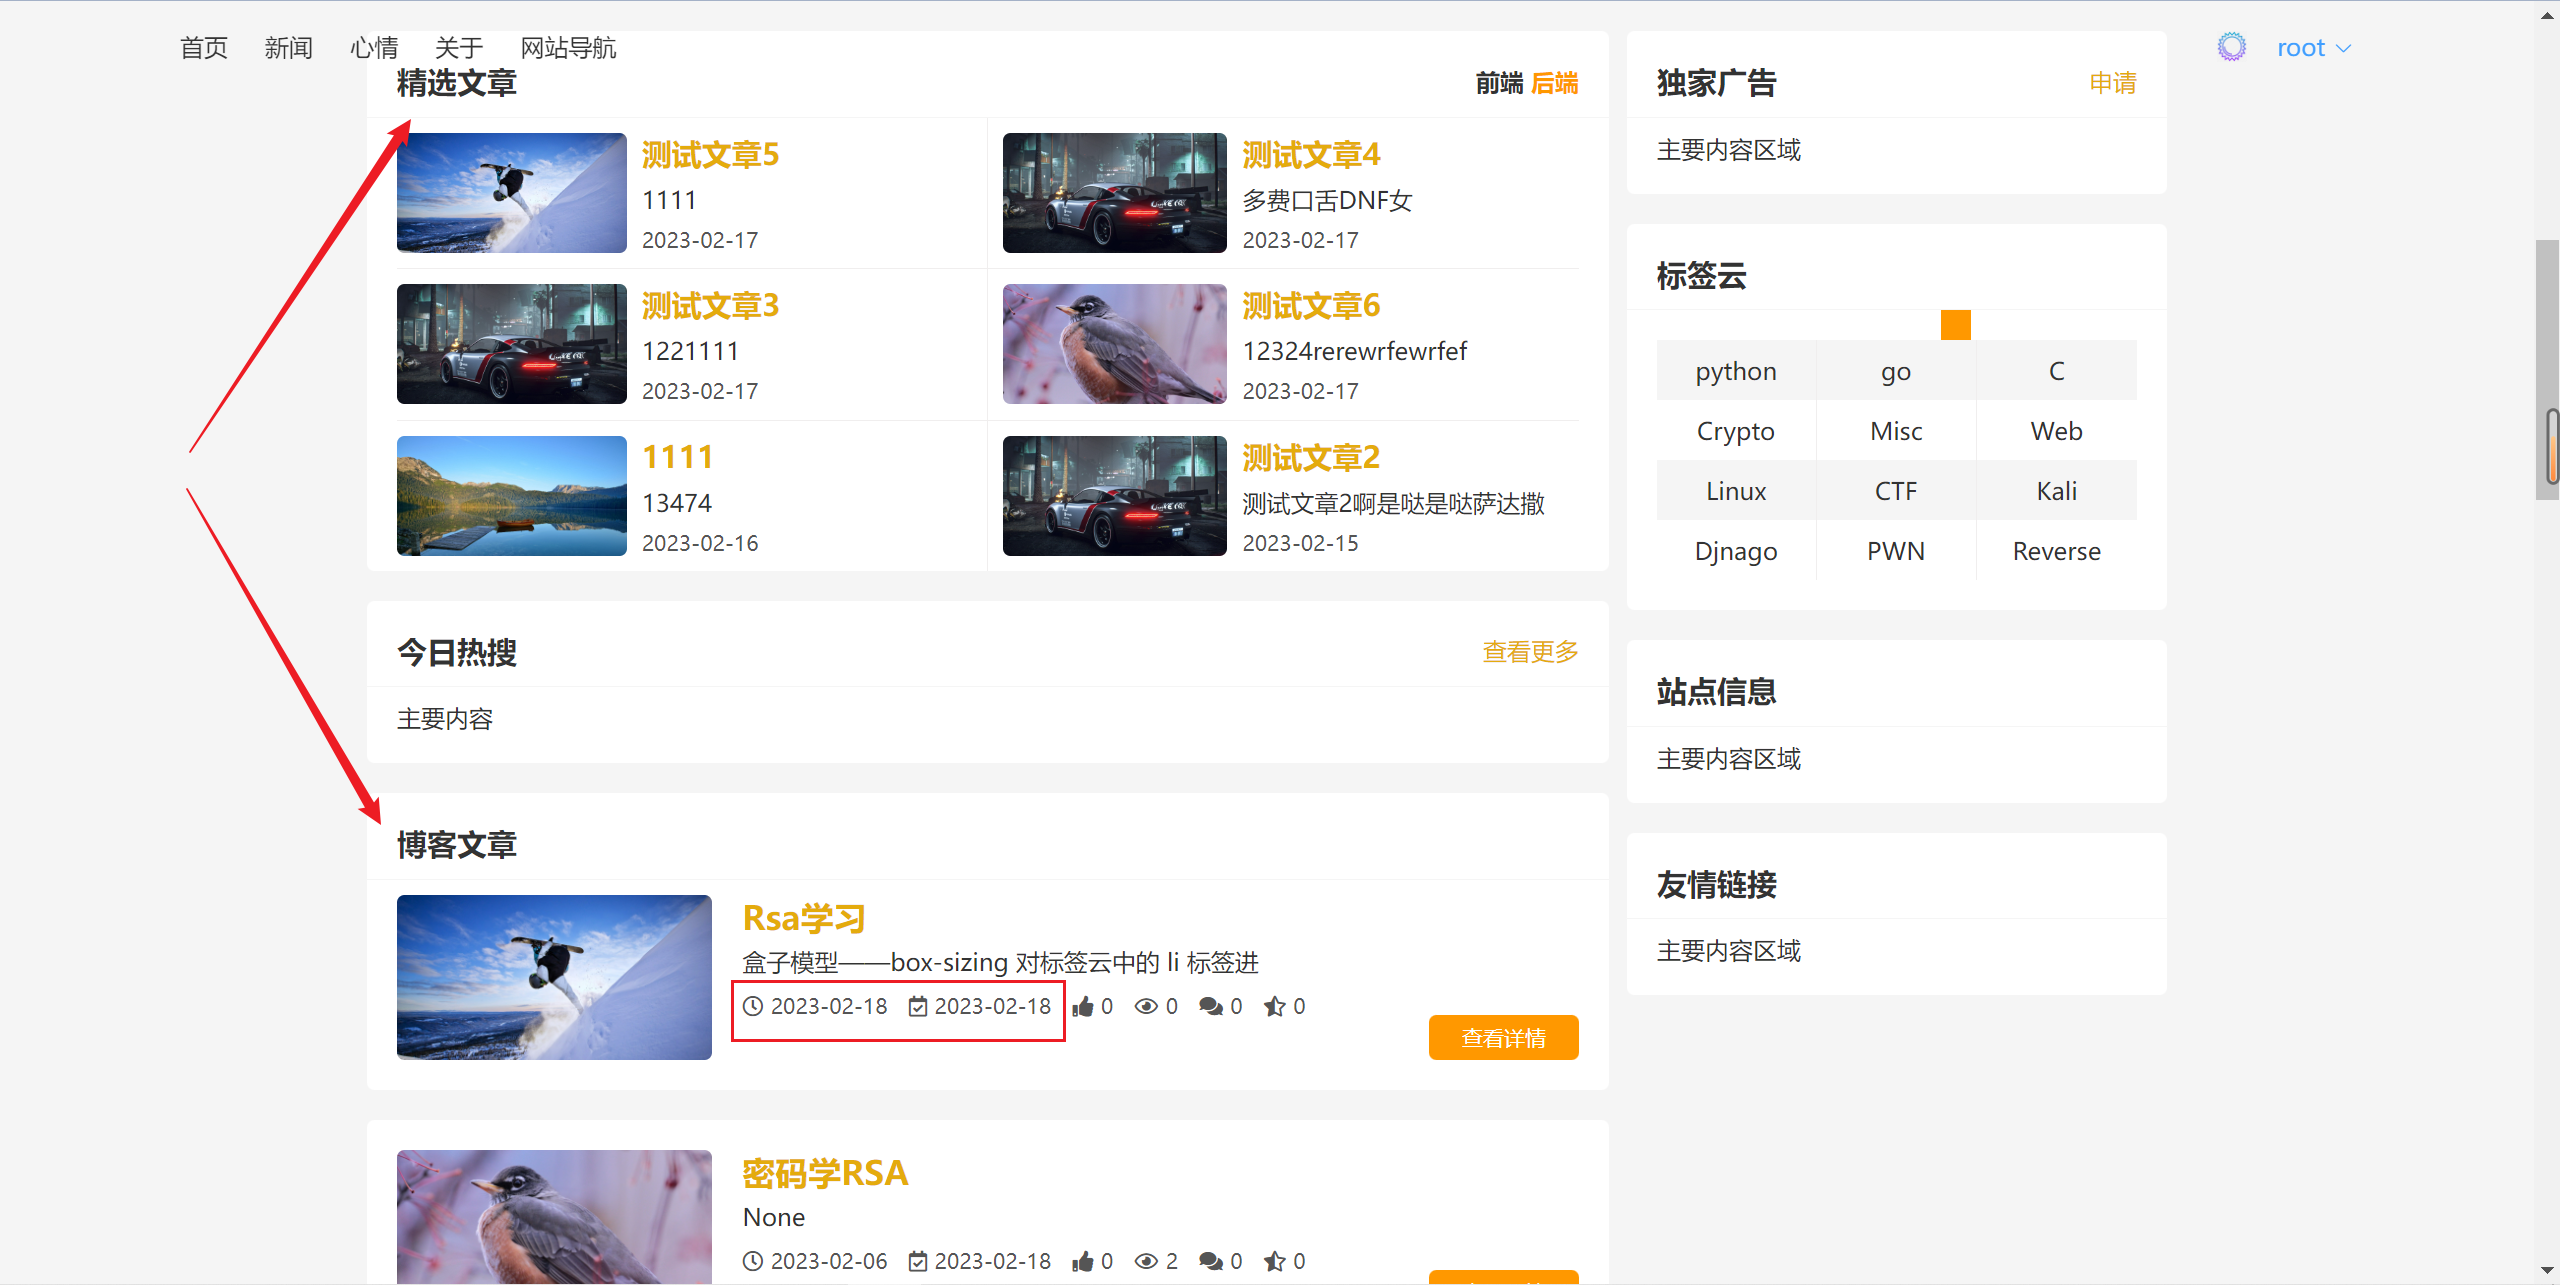 首页 新闻 心情 关于 网站导航 root
精选文章 前端 后端
测试文章5
1111
2023-02-17
测试文章4
多费口舌DNF女
2023-02-17
测试文章3
1221111
2023-02-17
测试文章6
12324rerewrfewrfef
2023-02-17
1111
13474
2023-02-16
测试文章2
测试文章2啊是哒是哒萨达撒
2023-02-15
今日热搜 查看更多
主要内容
博客文章
Rsa学习
盒子模型——box-sizing 对标签云中的 li 标签进
2023-02-18 2023-02-18 0 0 0 0
查看详情
密码学RSA
None
2023-02-06 2023-02-18 0 2 0 0
独家广告 申请
主要内容区域
标签云
python go C
Crypto Misc Web
Linux CTF Kali
Djnago PWN Reverse
站点信息
主要内容区域
友情链接
主要内容区域